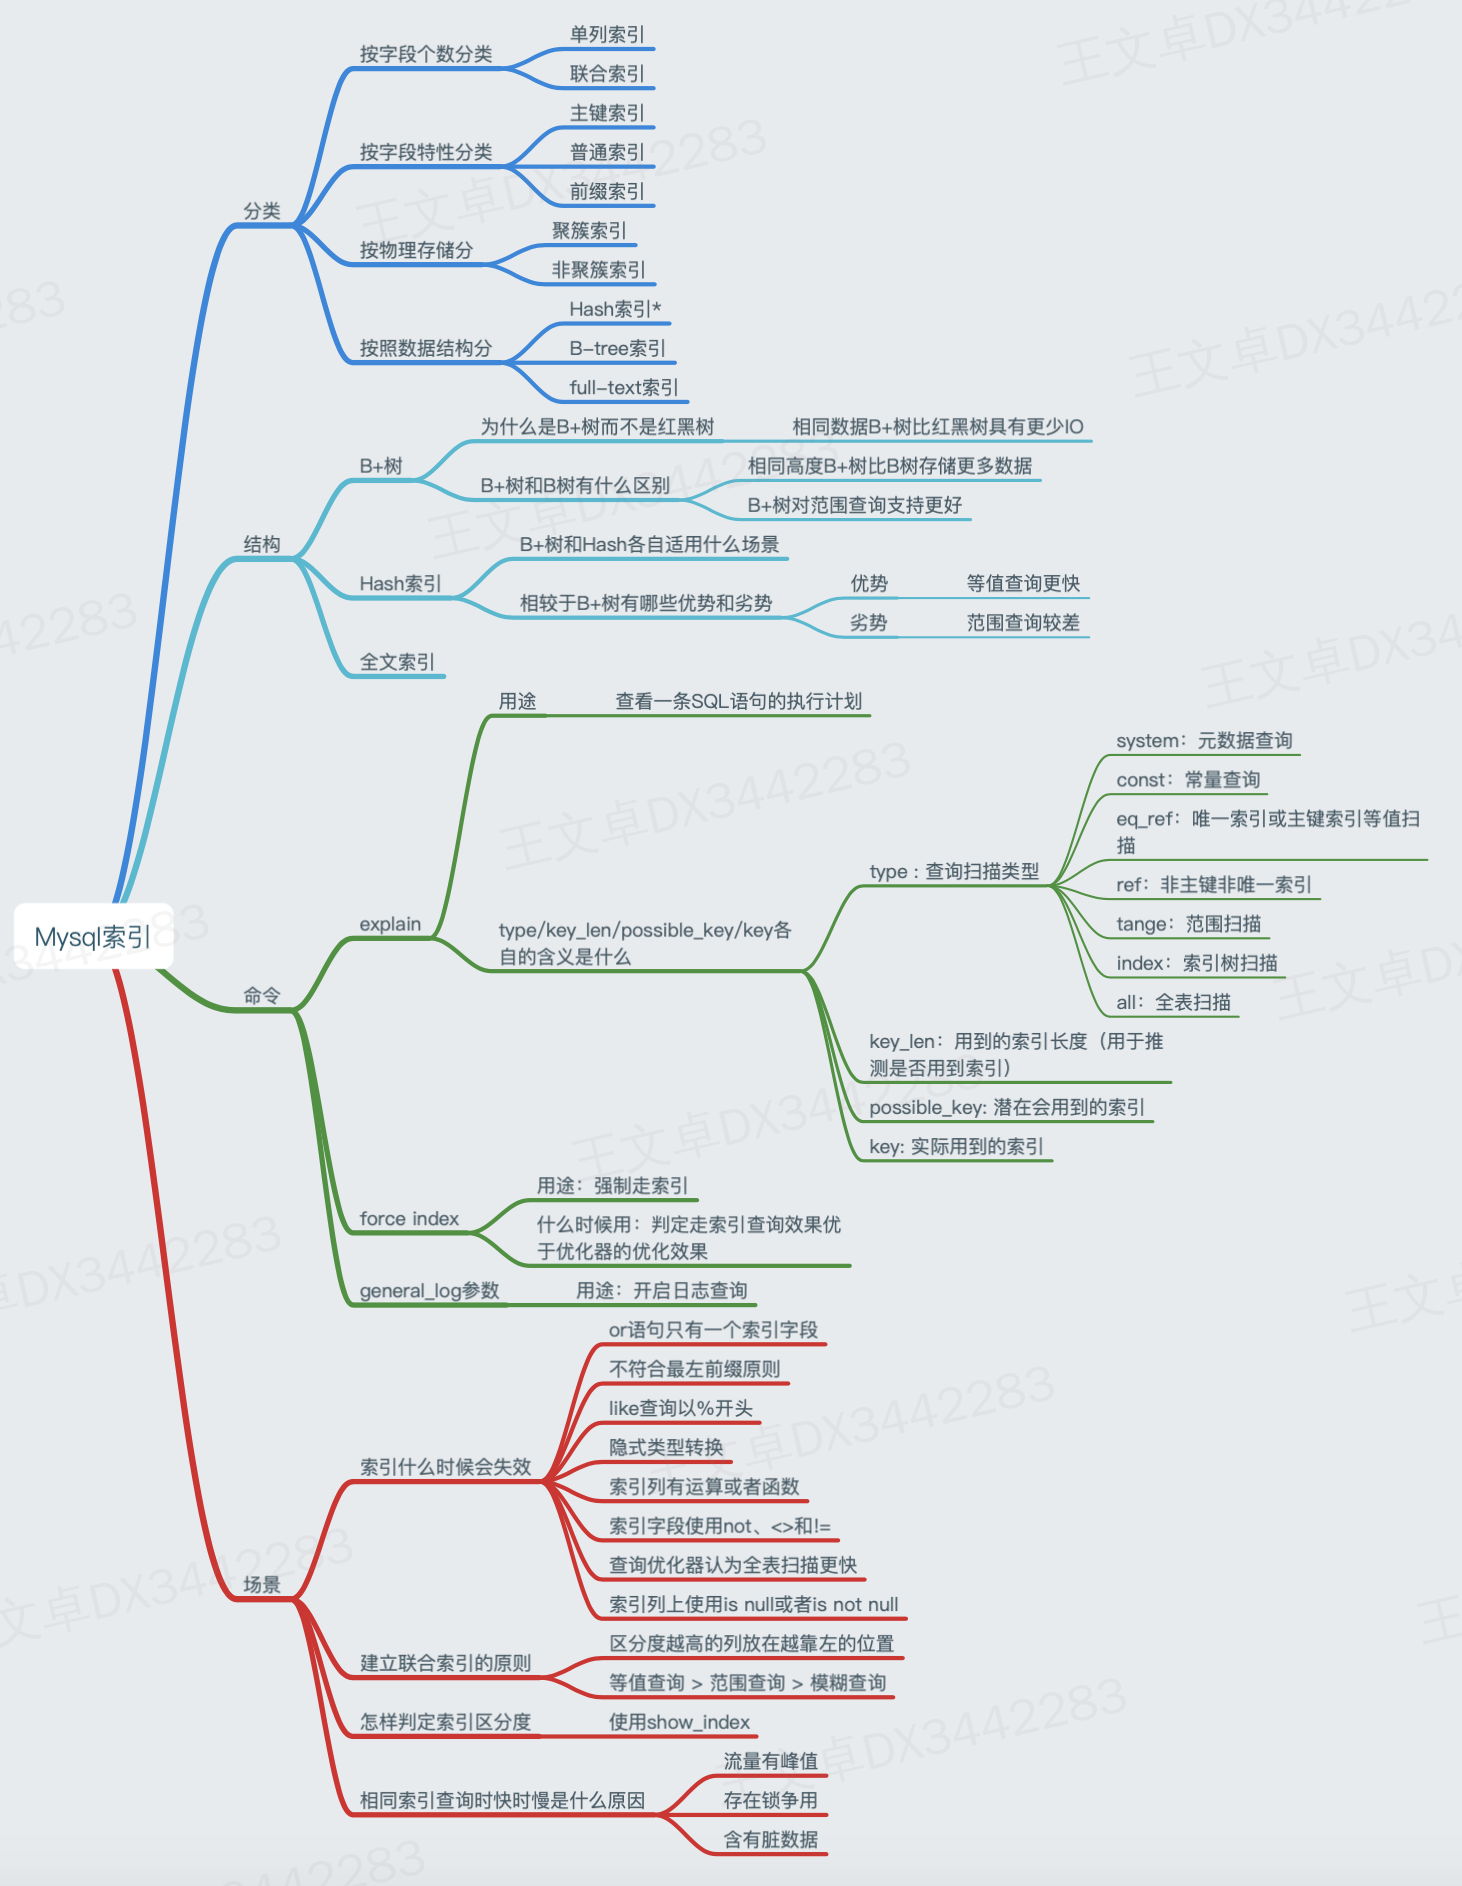 单列索引
按字段个数分类
联合索引
主键索引
按字段特性分类
普通索引
前缀索引
分类
聚簇索引
按物理存储分
非聚簇索引
Hash索引*
按照数据结构分
B-tree索引
full-text索引
为什么是B+树而不是红黑树
相同数据B+树比红黑树具有更少IO
B+树
相同高度B+树比B树存储更多数据
B+树和B树有什么区别
B+树对范围查询支持更好
结构
B+树和Hash各自适用什么场景
Hash索引
优势
等值查询更快
相较于B+树有哪些优势和劣势
劣势
范围查询较差
全文索引
用途
查看一条SQL语句的执行计划
system：元数据查询
const：常量查询
eq_ref：唯一索引或主键索引等值扫
描
type : 查询扫描类型
ref：非主键非唯一索引
tange：范围扫描
index：索引树扫描
all：全表扫描
explain
type/key_len/possible_key/key各
自的含义是什么
Mysql索引
命令
key_len：用到的索引长度（用于推
测是否用到索引）
possible_key: 潜在会用到的索引
key: 实际用到的索引
用途：强制走索引
force index
什么时候用：判定走索引查询效果优
于优化器的优化效果
general_log参数
用途：开启日志查询
or语句只有一个索引字段
不符合最左前缀原则
like查询以%开头
隐式类型转换
索引什么时候会失效
索引列有运算或者函数
索引字段使用not、<>和!=
查询优化器认为全表扫描更快
索引列上使用is null或者is not null
场景
区分度越高的列放在越靠左的位置
建立联合索引的原则
等值查询 > 范围查询 > 模糊查询
怎样判定索引区分度
使用show_index
流量有峰值
相同索引查询时快时慢是什么原因
存在锁争用
含有脏数据
王文卓DX3442283